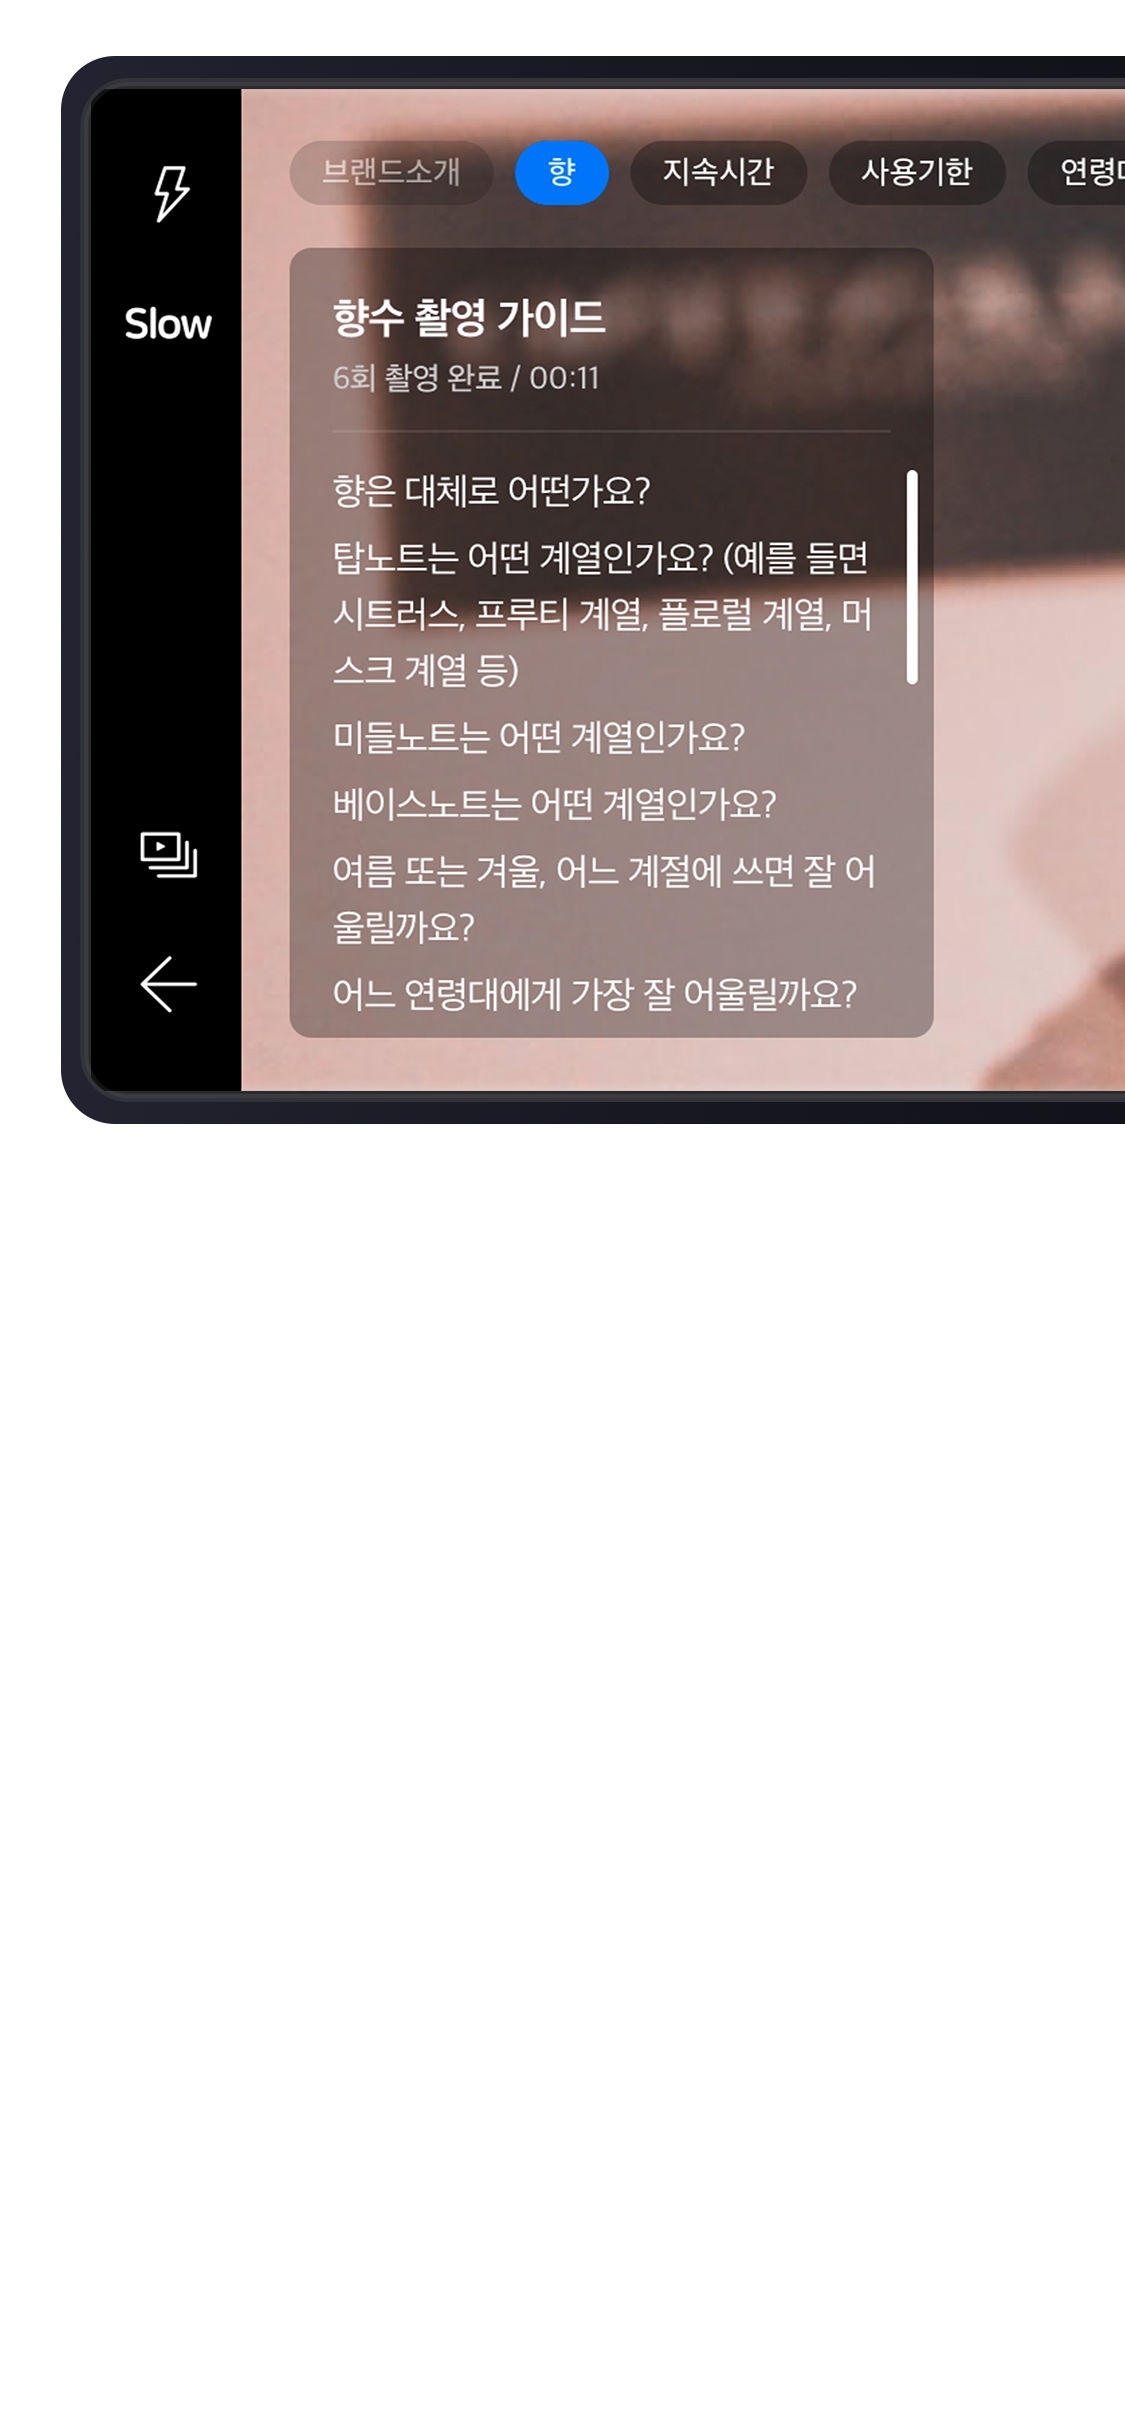 브랜드소개
향
지속시간
사용기한
Slow
향수 촬영 가이드
6회 촬영 완료 / 00:11
향은 대체로 어떤가요?
탑노트는 어떤 계열인가요? (예를 들면
시트러스, 프루티 계열, 플로럴 계열, 머
스크 계열 등)
미들노트는 어떤 계열인가요?
베이스노트는 어떤 계열인가요?
여름 또는 겨울, 어느 계절에 쓰면 잘 어
울릴까요?
어느 연령대에게 가장 잘 어울릴까요?